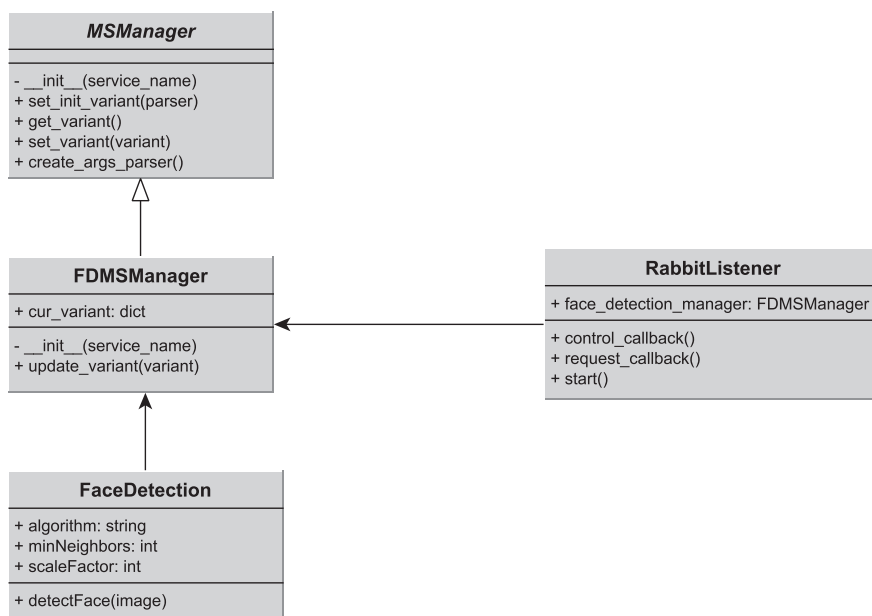 MSManager
- __init__(service_name)
+ set_init_variant(parser)
+ get_variant()
+ set_variant(variant)
+ create_args_parser()
FDMSManager
+ cur_variant: dict
- __init__(service_name)
+ update_variant(variant)
RabbitListener
+ face_detection_manager: FDMSManager
+ control_callback()
+ request_callback()
+ start()
FaceDetection
+ algorithm: string
+ minNeighbors: int
+ scaleFactor: int
+ detectFace(image)